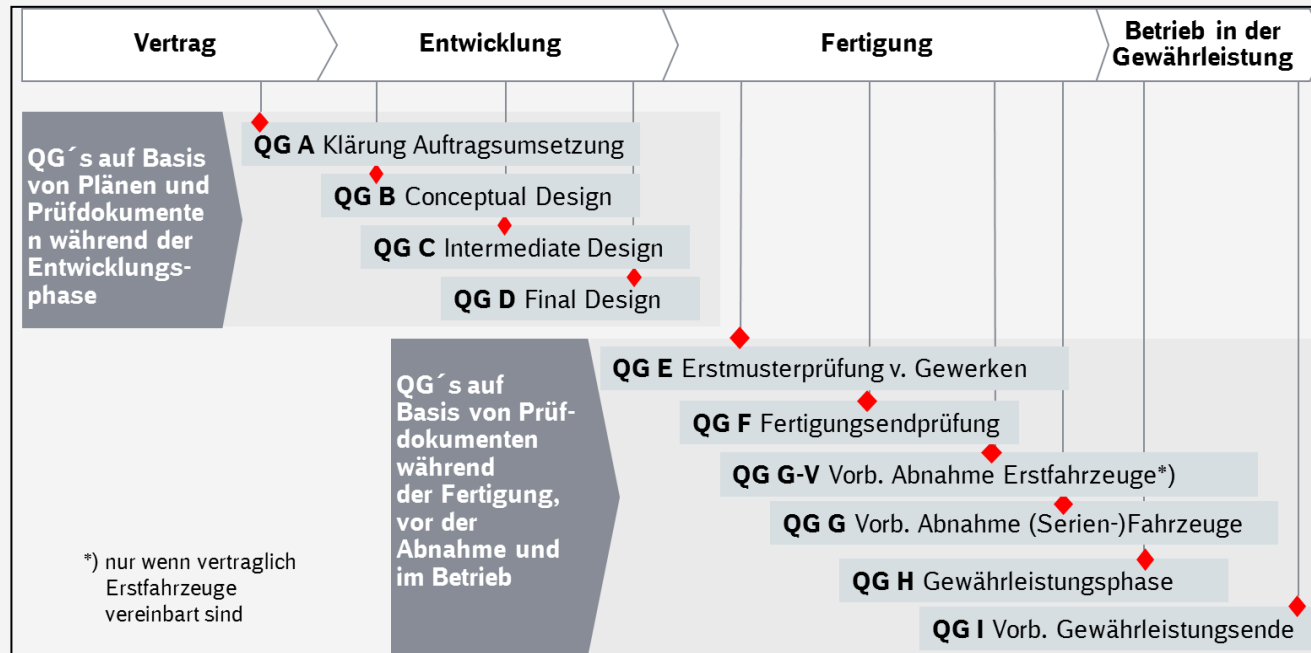 Vertrag
Entwicklung
Fertigung
Betrieb in der
Gewährleistung
QG´s auf Basis
von Plänen und
Prüfdokumente
n während der
Entwicklungs-
phase
QG A Klärung Auftragsumsetzung
QG B Conceptual Design
QG C Intermediate Design
QG D Final Design
QG´s auf
Basis von Prüf-
dokumenten
während
der Fertigung,
vor der
Abnahme und
im Betrieb
QG E Erstmusterprüfung v. Gewerken
QG F Fertigungsendprüfung
QG G-V Vorb. Abnahme Erstfahrzeuge*)
QG G Vorb. Abnahme (Serien-)Fahrzeuge
QG H Gewährleistungsphase
QG I Vorb. Gewährleistungsende
*) nur wenn vertraglich
Erstfahrzeuge
vereinbart sind